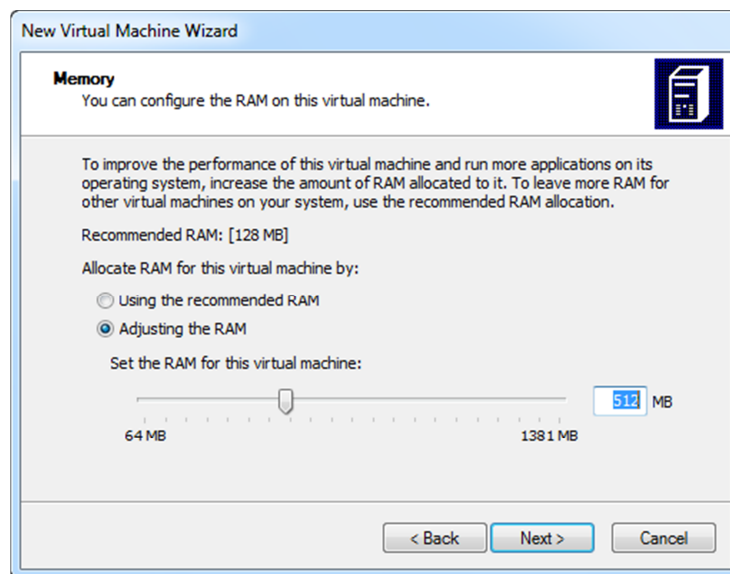 New Virtual Machine Wizard
Memory
You can configure the RAM on this virtual machine.
To improve the performance of this virtual machine and run more applications on its
operating system, increase the amount of RAM allocated to it. To leave more RAM for
other virtual machines on your system, use the recommended RAM allocation.
Recommended RAM: [128 MB]
Allocate RAM for this virtual machine by:
Using the recommended RAM
Adjusting the RAM
Set the RAM for this virtual machine:
512 MB
64 MB 1381 MB
< Back Next > Cancel